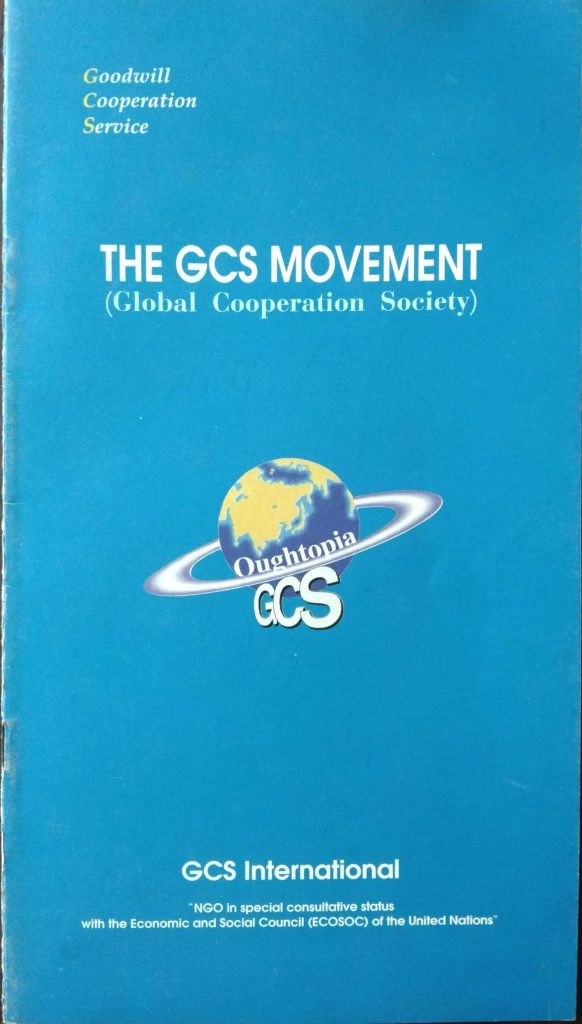 Goodwill
Cooperation
Service
THE GCS MOVEMENT
(Global Cooperation Society)
Oughtopia
GCS
GCS International
"NGO in special consultative status
with the Economic and Social Council (ECOSOC) of the United Nations"